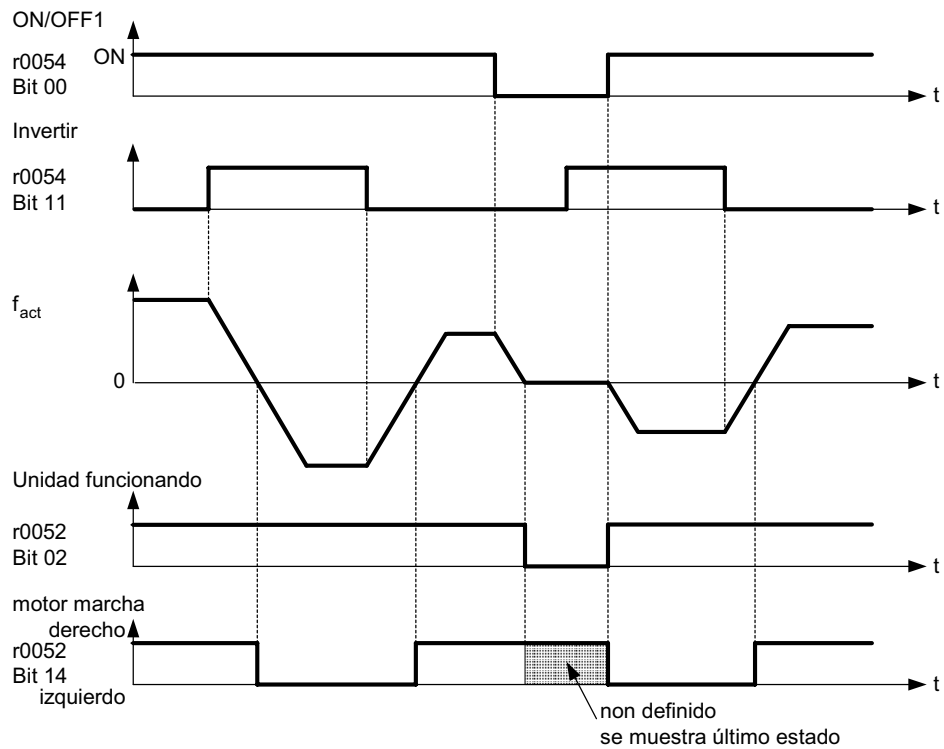 ON/OFF1
ON
r0054
Bit 00
t
Invertir
r0054
Bit 11
t
fact
0
t
Unidad funcionando
r0052
Bit 02
t
motor marcha
derecho
r0052
Bit 14
izquierdo
t
non definido
se muestra último estado